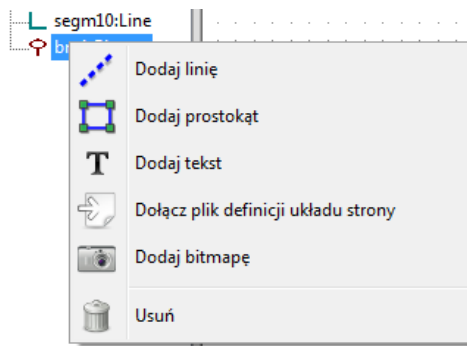 segm10:Line
Dodaj linię
Dodaj prostokąt
Dodaj tekst
Dołącz plik definicji układu strony
Dodaj bitmapę
Usuń